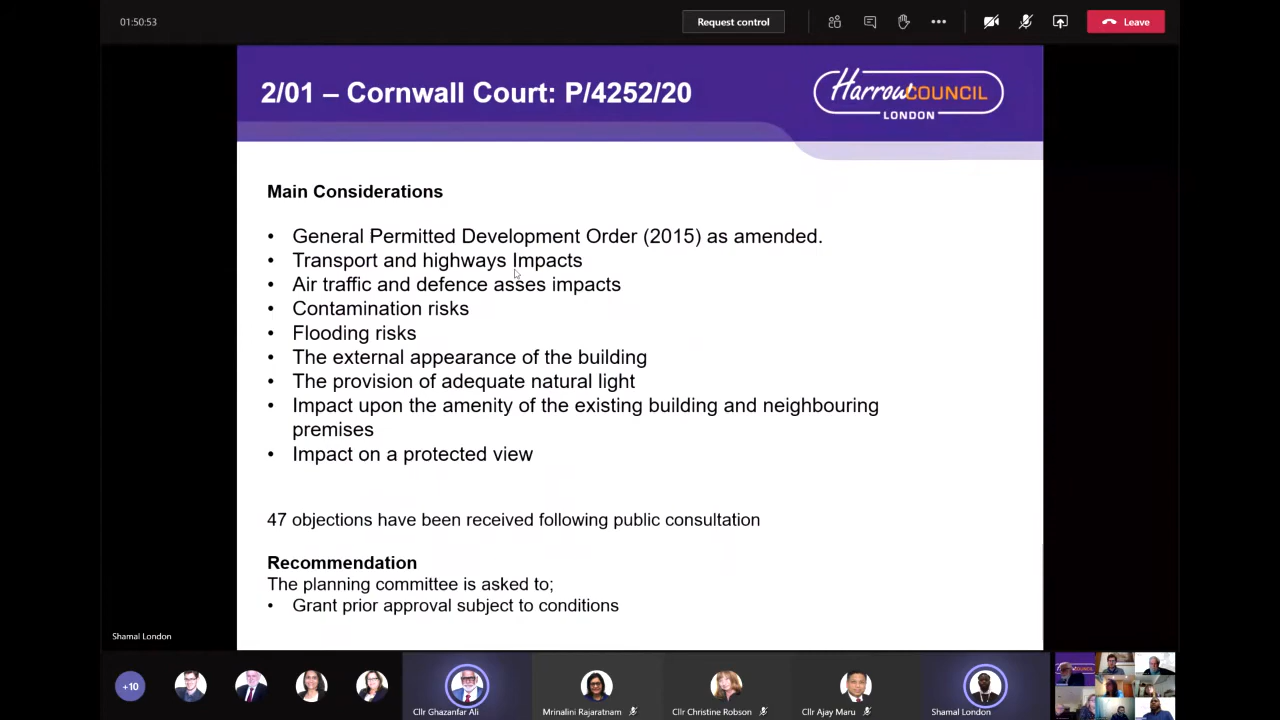 01:50:53
Request control
Leave
2/01 – Cornwall Court: P/4252/20
HarrowCOUNCIL
LONDON
Main Considerations
• General Permitted Development Order (2015) as amended.
• Transport and highways Impacts
• Air traffic and defence asses impacts
• Contamination risks
• Flooding risks
• The external appearance of the building
• The provision of adequate natural light
• Impact upon the amenity of the existing building and neighbouring
premises
• Impact on a protected view
47 objections have been received following public consultation
Recommendation
The planning committee is asked to;
• Grant prior approval subject to conditions
Shamal London
+10
Cllr Ghazanfar Ali
Mrinalini Rajaratnam
Cllr Christine Robson
Cllr Ajay Maru
Shamal London